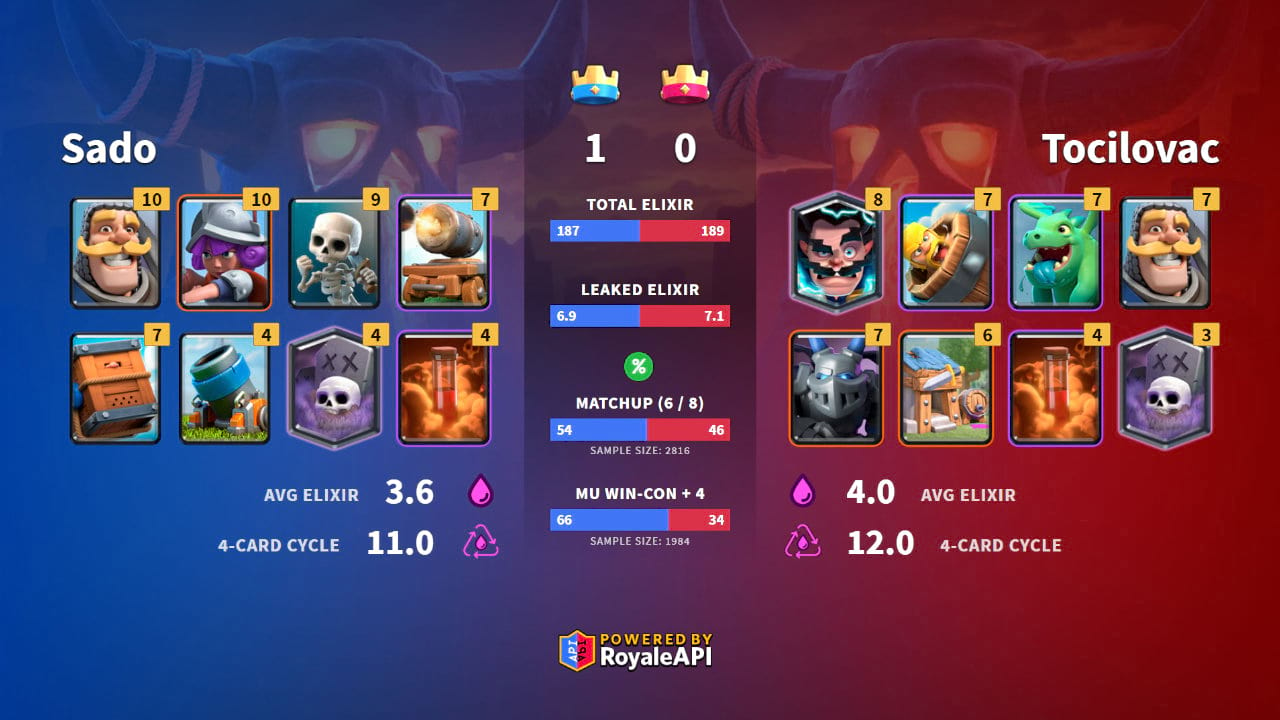 1 0
Sado
Tocilovac
10 10 9 7
7 4 4 4
8 7 7 7
7 6 4 3
TOTAL ELIXIR
187 189
LEAKED ELIXIR
6.9 7.1
%
MATCHUP (6 / 8)
54 46
SAMPLE SIZE: 2816
MU WIN-CON + 4
66 34
SAMPLE SIZE: 1984
AVG ELIXIR 3.6
4-CARD CYCLE 11.0
4.0 AVG ELIXIR
12.0 4-CARD CYCLE
API API
POWERED BY
RoyaleAPI